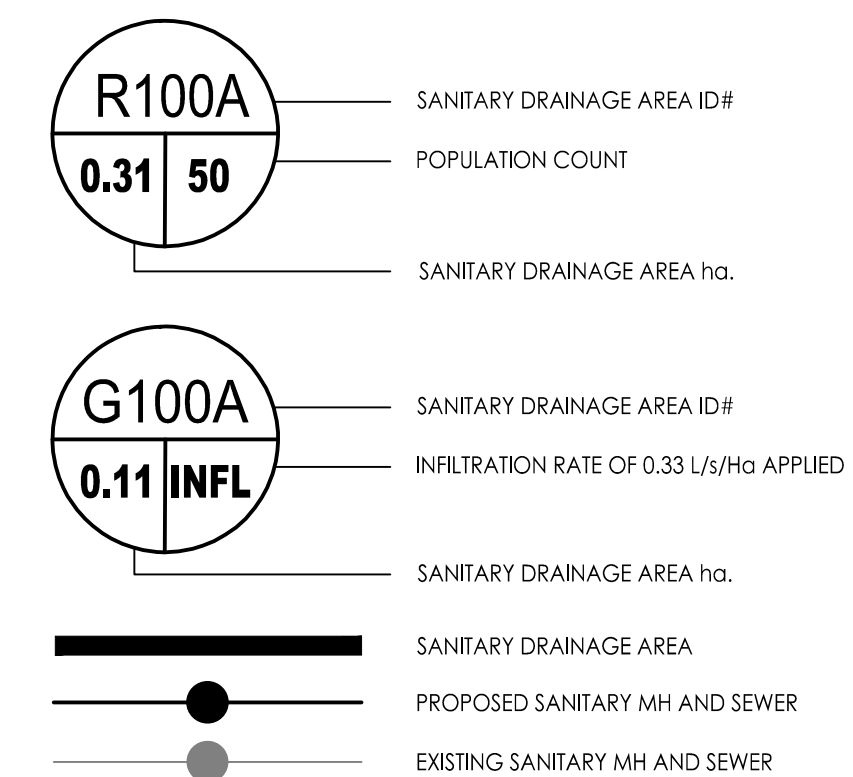 R100A
SANITARY DRAINAGE AREA ID#
0.31 50
POPULATION COUNT
SANITARY DRAINAGE AREA ha.
G100A
SANITARY DRAINAGE AREA ID#
0.11 INFL
INFILTRATION RATE OF 0.33 L/s/Ha APPLIED
SANITARY DRAINAGE AREA ha.
SANITARY DRAINAGE AREA
PROPOSED SANITARY MH AND SEWER
EXISTING SANITARY MH AND SEWER